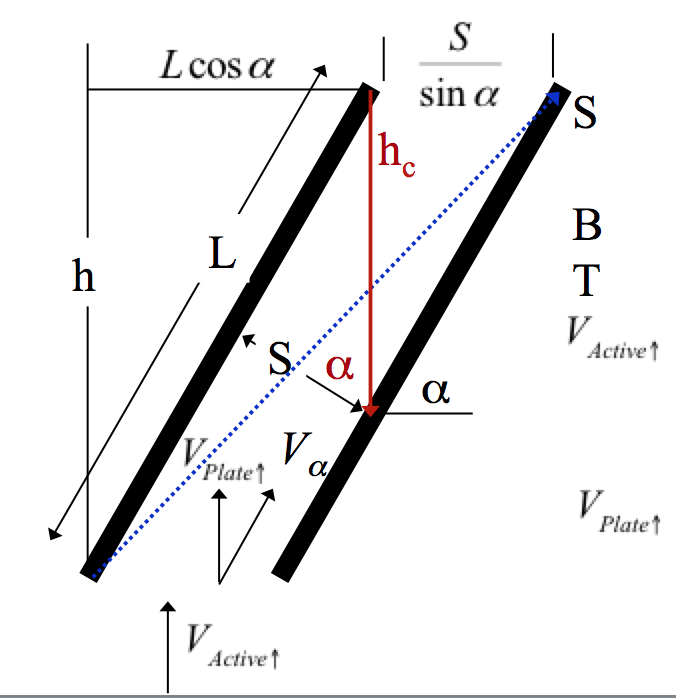 L cos α
S
sin α
S
h_c
B
L
h
T
V_Active↑
S
α
α
V_Plate↑
V_α
V_Plate↑
V_Active↑